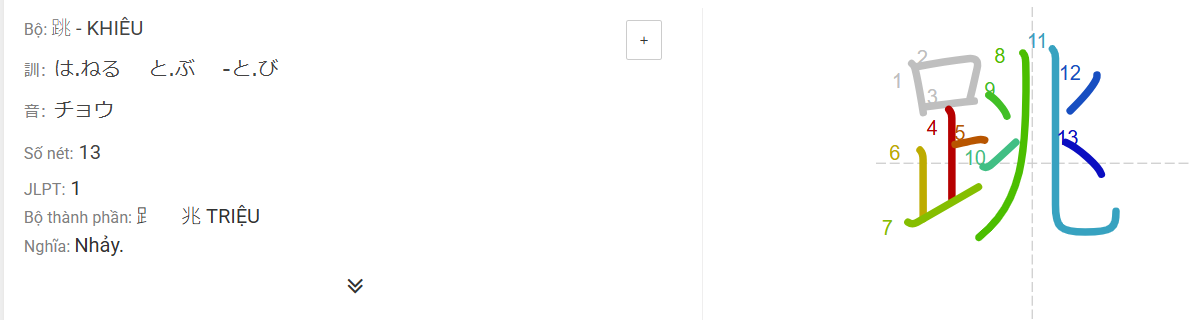 Bộ: 跳 - KHIÊU
+
訓: は.ねる と.ぶ -と.び
音: チョウ
Số nét: 13
JLPT: 1
Bộ thành phần: ⻊ 兆 TRIỆU
Nghĩa: Nhảy.
跳
1
2
3
4
5
6
7
8
9
10
11
12
13